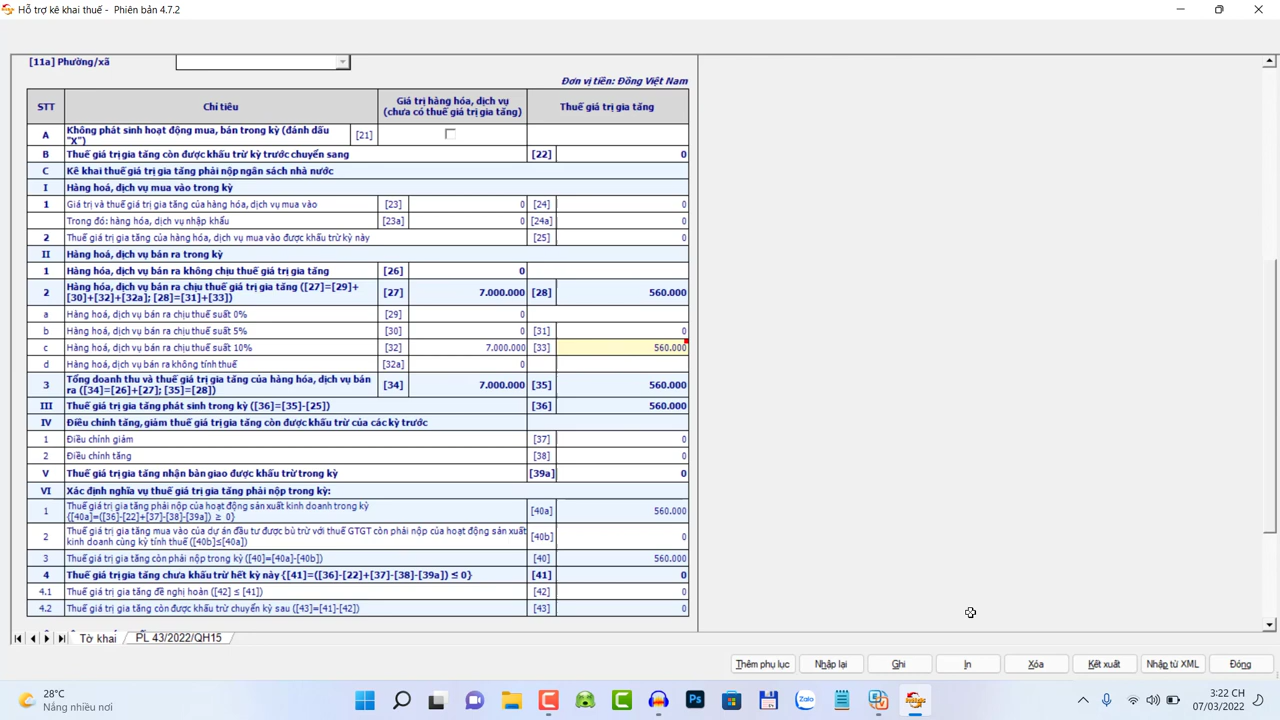 Hỗ trợ kê khai thuế - Phiên bản 4.7.2
[11a] Phường/xã
Đơn vị tiền: Đồng Việt Nam
STT Chỉ tiêu Giá trị hàng hóa, dịch vụ (chưa có thuế giá trị gia tăng) Thuế giá trị gia tăng
A Không phát sinh hoạt động mua, bán trong kỳ (đánh dấu "X") [21]
B Thuế giá trị gia tăng còn được khấu trừ kỳ trước chuyển sang [22] 0
C Kê khai thuế giá trị gia tăng phải nộp ngân sách nhà nước
I Hàng hoá, dịch vụ mua vào trong kỳ
1 Giá trị và thuế giá trị gia tăng của hàng hóa, dịch vụ mua vào [23] 0 [24] 0
Trong đó: hàng hóa, dịch vụ nhập khẩu [23a] 0 [24a] 0
2 Thuế giá trị gia tăng của hàng hóa, dịch vụ mua vào được khấu trừ kỳ này [25] 0
II Hàng hoá, dịch vụ bán ra trong kỳ
1 Hàng hóa, dịch vụ bán ra không chịu thuế giá trị gia tăng [26] 0
2 Hàng hóa, dịch vụ bán ra chịu thuế giá trị gia tăng ([27]=[29]+
[30]+[32]+[32a]; [28]=[31]+[33]) [27] 7.000.000 [28] 560.000
a Hàng hoá, dịch vụ bán ra chịu thuế suất 0% [29] 0
b Hàng hoá, dịch vụ bán ra chịu thuế suất 5% [30] 0 [31] 0
c Hàng hoá, dịch vụ bán ra chịu thuế suất 10% [32] 7.000.000 [33] 560.000
d Hàng hoá, dịch vụ bán ra không tính thuế [32a] 0
3 Tổng doanh thu và thuế giá trị gia tăng của hàng hóa, dịch vụ bán
ra ([34]=[26]+[27]; [35]=[28]) [34] 7.000.000 [35] 560.000
III Thuế giá trị gia tăng phát sinh trong kỳ ([36]=[35]-[25]) [36] 560.000
IV Điều chỉnh tăng, giảm thuế giá trị gia tăng còn được khấu trừ của các kỳ trước
1 Điều chỉnh giảm [37] 0
2 Điều chỉnh tăng [38] 0
V Thuế giá trị gia tăng nhận bàn giao được khấu trừ trong kỳ [39a] 0
VI Xác định nghĩa vụ thuế giá trị gia tăng phải nộp trong kỳ:
1 Thuế giá trị gia tăng phải nộp của hoạt động sản xuất kinh doanh trong kỳ
{[40a]=([36]-[22]+[37]-[38]-[39a]) ≥ 0} [40a] 560.000
2 Thuế giá trị gia tăng mua vào của dự án đầu tư được bù trừ với thuế GTGT còn phải nộp của hoạt động sản xuất
kinh doanh cùng kỳ tính thuế ([40b]≤[40a]) [40b] 0
3 Thuế giá trị gia tăng còn phải nộp trong kỳ ([40]=[40a]-[40b]) [40] 560.000
4 Thuế giá trị gia tăng chưa khấu trừ hết kỳ này {[41]=([36]-[22]+[37]-[38]-[39a]) ≤ 0} [41] 0
4.1 Thuế giá trị gia tăng đề nghị hoàn ([42] ≤ [41]) [42] 0
4.2 Thuế giá trị gia tăng còn được khấu trừ chuyển kỳ sau ([43]=[41]-[42]) [43] 0
Tờ khai PL 43/2022/QH15
Thêm phụ lục Nhập lại Ghi In Xóa Kết xuất Nhập từ XML Đóng
28°C
Nắng nhiều nơi
Ps Zalo
3:22 CH
07/03/2022